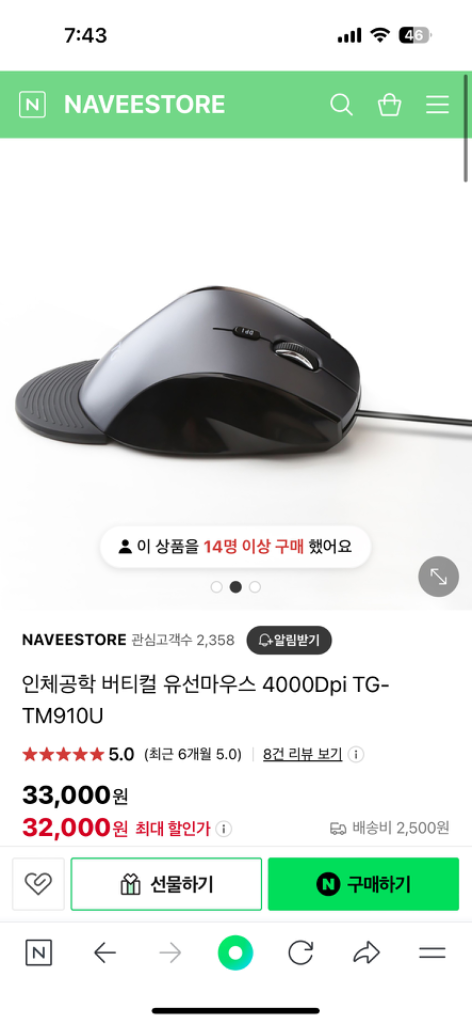 7:43
46
N NAVEESTORE
DPI
이 상품을 14명 이상 구매 했어요
NAVEESTORE 관심고객수 2,358 알림받기
인체공학 버티컬 유선마우스 4000Dpi TG-
TM910U
★★★★★ 5.0 (최근 6개월 5.0) 8건 리뷰 보기 i
33,000원
32,000원 최대 할인가 i 배송비 2,500원
선물하기 N 구매하기
N